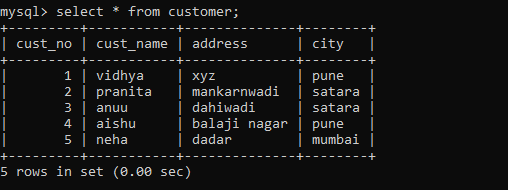 mysql> select * from customer;
+---------+-----------+--------------+--------+
| cust_no | cust_name | address      | city   |
+---------+-----------+--------------+--------+
|       1 | vidhya    | xyz          | pune   |
|       2 | pranita   | mankarnwadi  | satara |
|       3 | anuu      | dahiwadi     | satara |
|       4 | aishu     | balaji nagar | pune   |
|       5 | neha      | dadar        | mumbai |
+---------+-----------+--------------+--------+
5 rows in set (0.00 sec)